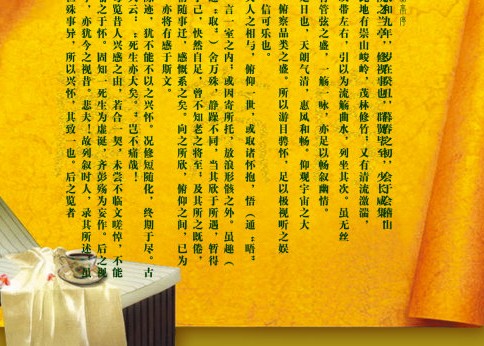 此地有崇山峻岭，茂林修竹；又有清流激湍，
带左右，引以为流觞曲水，列坐其次。虽无丝
管弦之盛，一觞一咏，亦足以畅叙幽情。
日也，天朗气清，惠风和畅。仰观宇宙之大
俯察品类之盛。所以游目骋怀，足以极视听之娱
信可乐也。
人之相与，俯仰一世，或取诸怀抱，悟（通“晤”
言一室之内；或因寄所托，放浪形骸之外。虽趣（
取。）舍万殊，静躁不同，当其欣于所遇，暂得
己，怏然自足，曾不知老之将至；及其所之既倦，
随事迁，感慨系之矣。向之所欣，俯仰之间，已为
迹，犹不能不以之兴怀。况修短随化，终期于尽。古
云：“死生亦大矣。”岂不痛哉！
览昔人兴感之由，若合一契，未尝不临文嗟悼，不能
之于怀。固知一死生为虚诞，齐彭殇为妄作。后之视
，亦犹今之视昔。悲夫！故列叙时人，录其所述，虽
殊事异，所以兴怀，其致一也。后之览者
亦将有感于斯文。